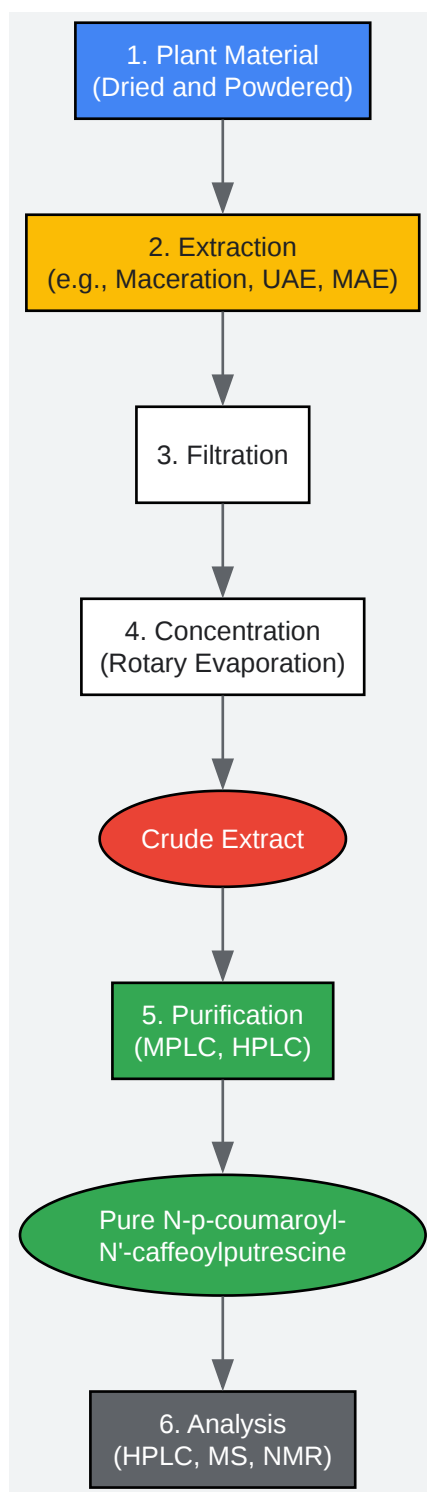 1. Plant Material
(Dried and Powdered)
2. Extraction
(e.g., Maceration, UAE, MAE)
3. Filtration
4. Concentration
(Rotary Evaporation)
Crude Extract
5. Purification
(MPLC, HPLC)
Pure N-p-coumaroyl-
N'-caffeoylputrescine
6. Analysis
(HPLC, MS, NMR)